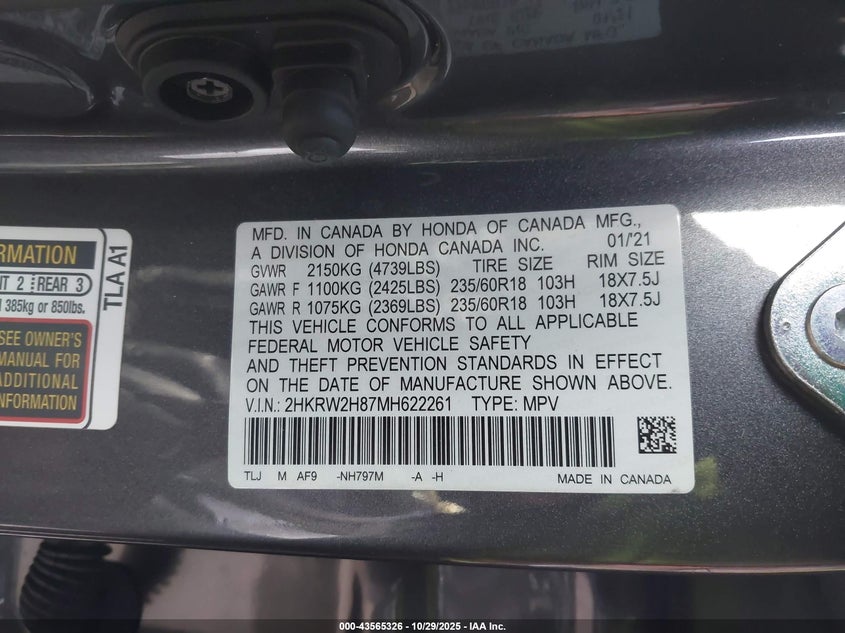 MFD. IN CANADA BY HONDA OF CANADA MFG.,
A DIVISION OF HONDA CANADA INC. 01/'21
GVWR 2150KG (4739LBS) TIRE SIZE RIM SIZE
GAWR F 1100KG (2425LBS) 235/60R18 103H 18X7.5J
GAWR R 1075KG (2369LBS) 235/60R18 103H 18X7.5J
THIS VEHICLE CONFORMS TO ALL APPLICABLE
FEDERAL MOTOR VEHICLE SAFETY
AND THEFT PREVENTION STANDARDS IN EFFECT
ON THE DATE OF MANUFACTURE SHOWN ABOVE.
V.I.N.: 2HKRW2H87MH622261 TYPE: MPV
TLJ M AF9 -NH797M -A -H MADE IN CANADA
RMATION
2 REAR 3
385kg or 850lbs.
SEE OWNER'S
MANUAL FOR
ADDITIONAL
INFORMATION
TLA A1
000-43565326 - 10/29/2025 - IAA Inc.